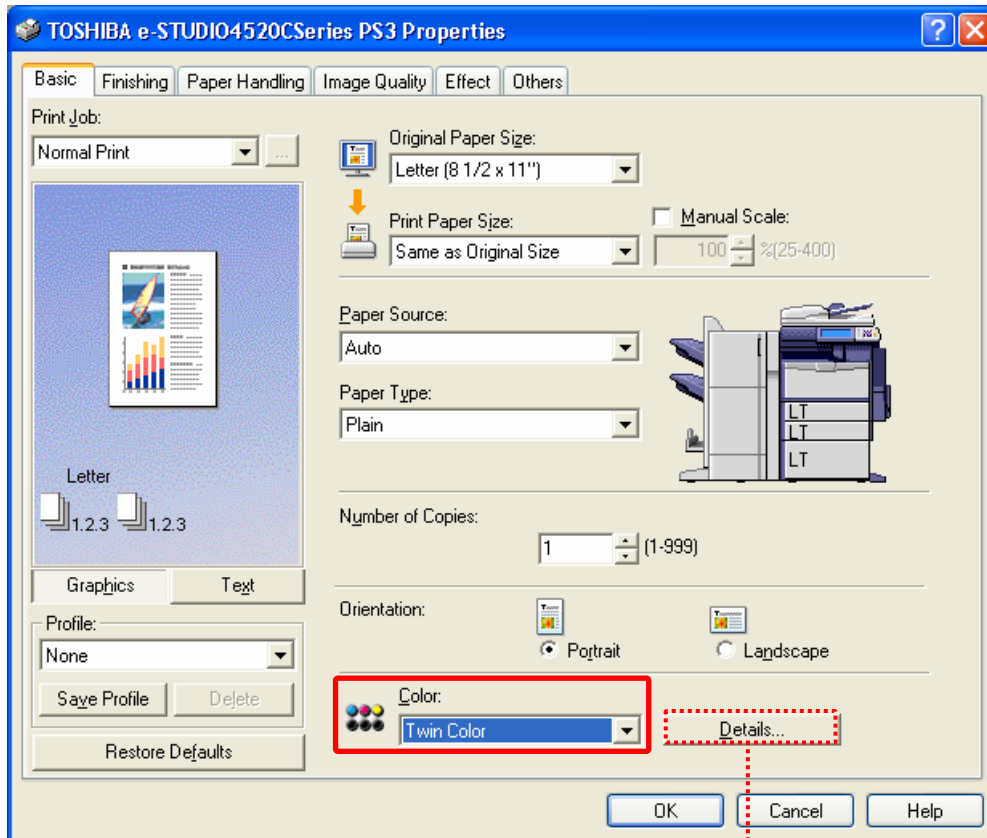 TOSHIBA e-STUDIO4520CSeries PS3 Properties
Basic Finishing Paper Handling Image Quality Effect Others
Print Job:
Normal Print ...
Original Paper Size:
Letter (8 1/2 x 11")
Print Paper Size:
Same as Original Size
Manual Scale:
100 %(25-400)
Paper Source:
Auto
Paper Type:
Plain
LT
LT
LT
Letter
1.2.3 1.2.3
Number of Copies:
1 (1-999)
Graphics Text
Orientation:
Portrait Landscape
Profile:
None
Save Profile Delete
Restore Defaults
Color:
Twin Color
Details...
OK Cancel Help